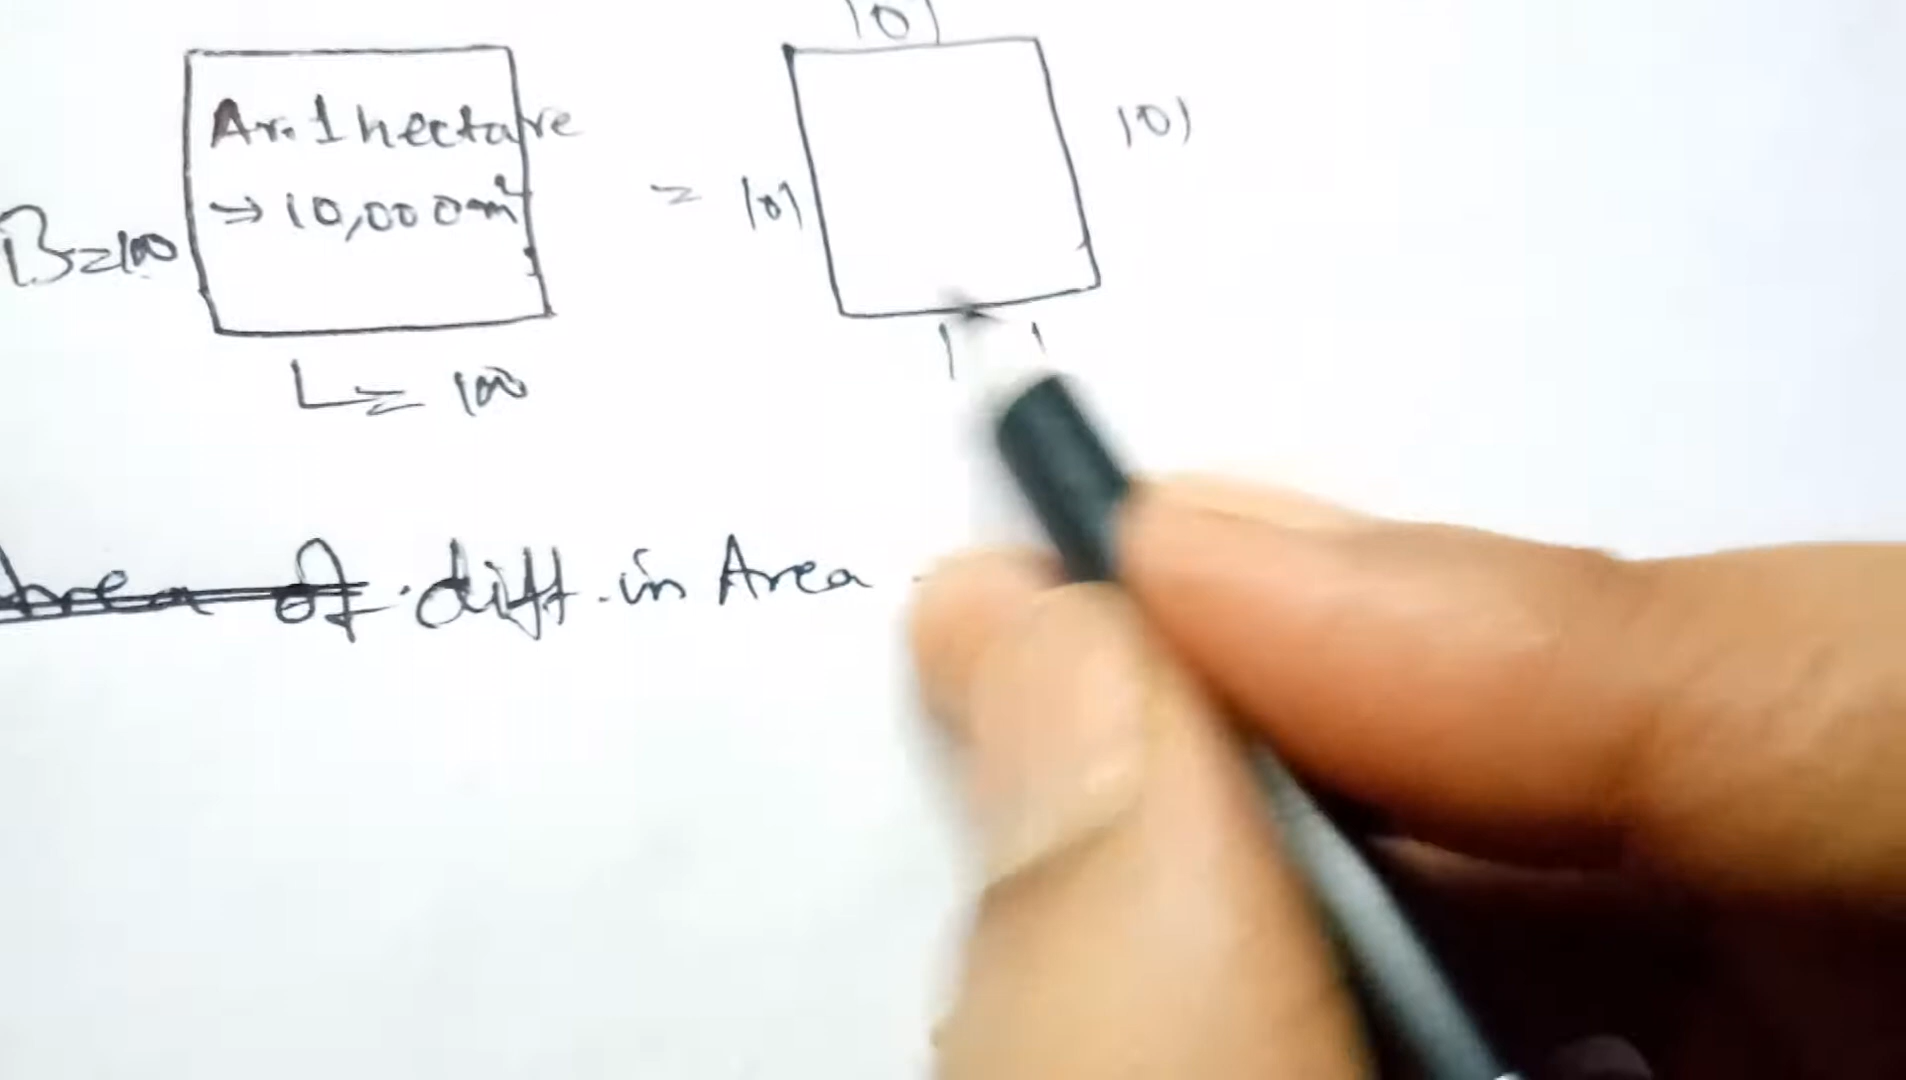 101
Ar. 1 hectare
→ 10,000 m²
B=100
L= 100
=
101
101
Area of diff. in Area